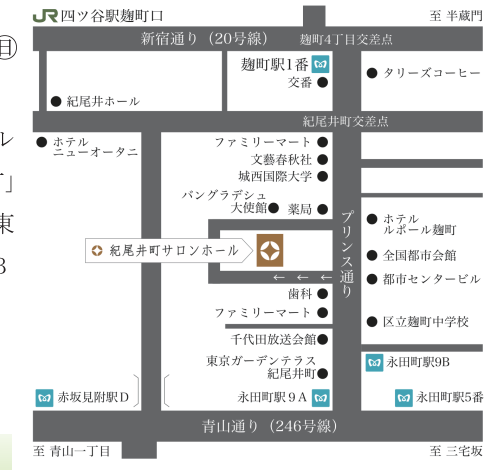 JR四ツ谷駅麹町口
至 半蔵門
新宿通り（20号線）
麹町4丁目交差点
㊐
麹町駅1番
交番
タリーズコーヒー
紀尾井ホール
紀尾井町交差点
ホテル
ニューオータニ
ファミリーマート
文藝春秋社
城西国際大学
バングラデシュ
大使館
薬局
ル
」
東
3
プリンス通り
ホテル
ルポール麹町
紀尾井町サロンホール
全国都市会館
← ← ←
都市センタービル
歯科
ファミリーマート
区立麹町中学校
千代田放送会館
東京ガーデンテラス
紀尾井町
永田町駅9B
赤坂見附駅D
永田町駅9A
永田町駅5番
青山通り（246号線）
至 青山一丁目
至 三宅坂